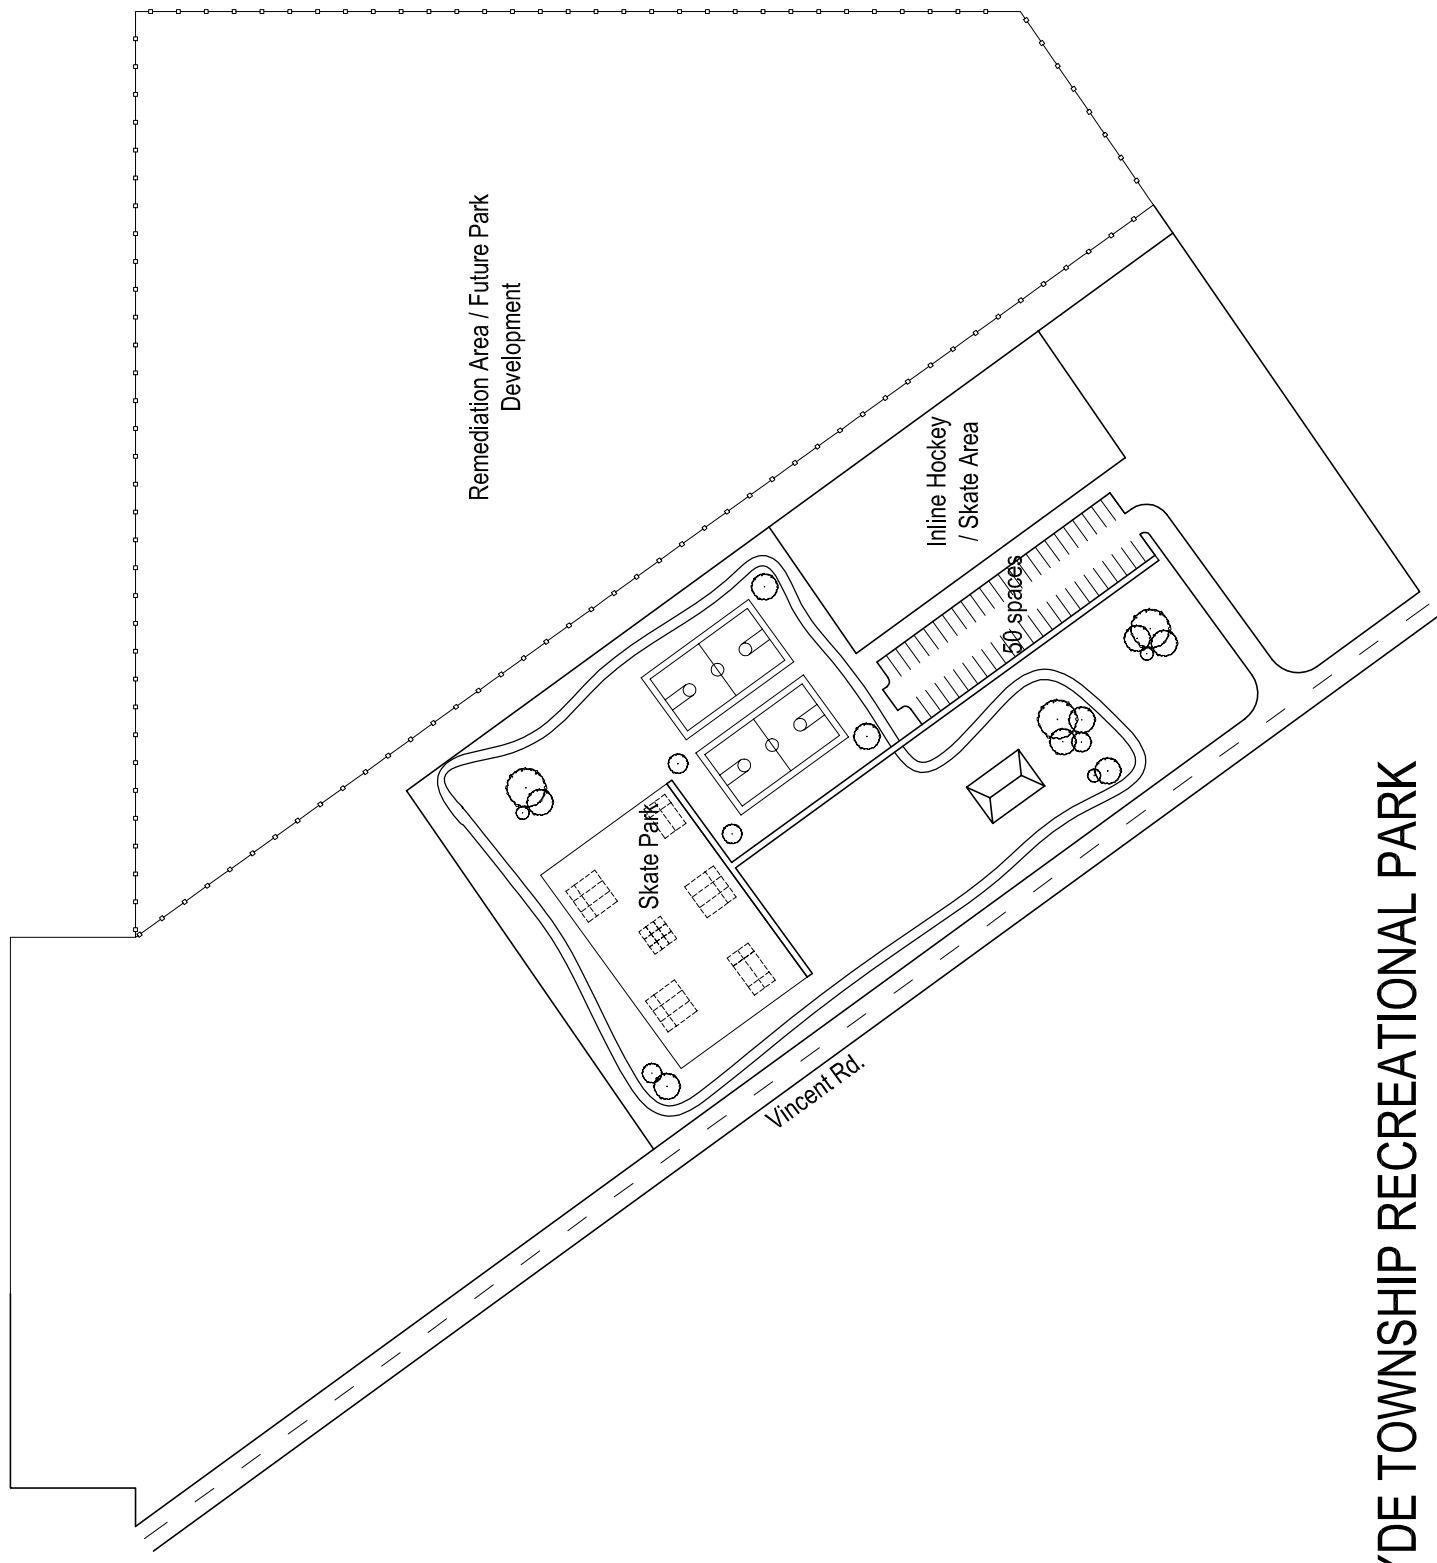 Remediation Area / Future Park
Development
Inline Hockey
/ Skate Area
50 spaces
Skate Park
Vincent Rd.
YDE TOWNSHIP RECREATIONAL PARK